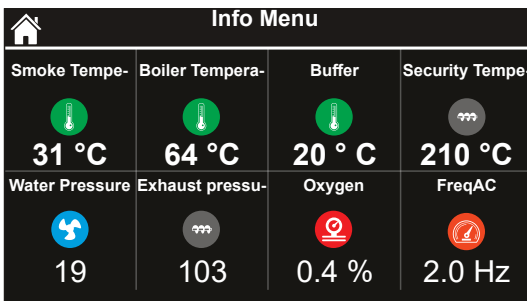 Info Menu
Smoke Tempe- Boiler Tempera- Buffer Security Tempe-
31 °C 64 °C 20 ° C 210 °C
Water Pressure Exhaust pressu- Oxygen FreqAC
19 103 0.4 % 2.0 Hz